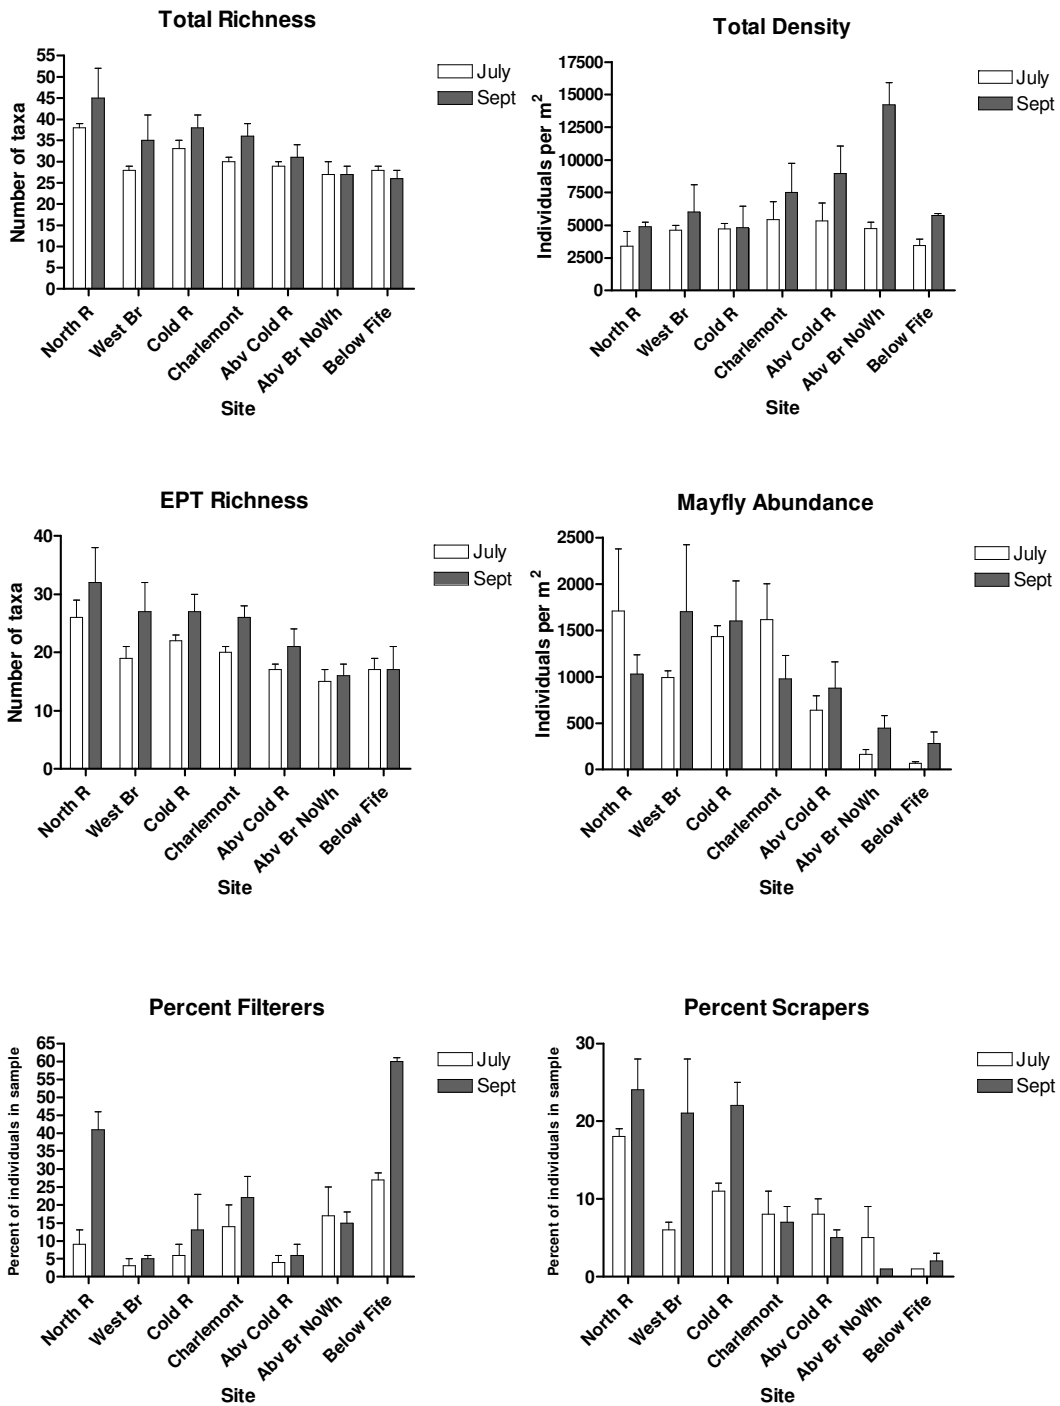 Total Richness
Number of taxa
55
50
45
40
35
30
25
20
15
10
5
0
North R
West Br
Cold R
Charlemont
Abv Cold R
Abv Br NoWh
Below Fife
Site
July
Sept
Total Density
Individuals per m²
17500
15000
12500
10000
7500
5000
2500
0
North R
West Br
Cold R
Charlemont
Abv Cold R
Abv Br NoWh
Below Fife
Site
July
Sept
EPT Richness
Number of taxa
40
30
20
10
0
North R
West Br
Cold R
Charlemont
Abv Cold R
Abv Br NoWh
Below Fife
Site
July
Sept
Mayfly Abundance
Individuals per m²
2500
2000
1500
1000
500
0
North R
West Br
Cold R
Charlemont
Abv Cold R
Abv Br NoWh
Below Fife
Site
July
Sept
Percent Filterers
Percent of individuals in sample
65
60
55
50
45
40
35
30
25
20
15
10
5
0
North R
West Br
Cold R
Charlemont
Abv Cold R
Abv Br NoWh
Below Fife
Site
July
Sept
Percent Scrapers
Percent of individuals in sample
30
20
10
0
North R
West Br
Cold R
Charlemont
Abv Cold R
Abv Br NoWh
Below Fife
Site
July
Sept